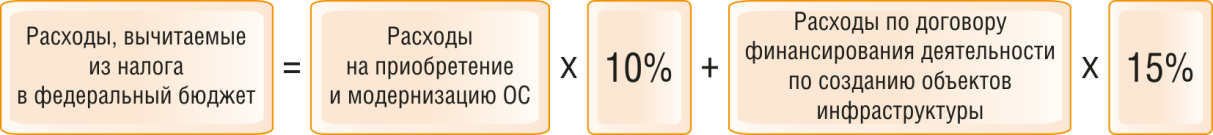 Расходы, вычитаемые
из налога
в федеральный бюджет
=
Расходы
на приобретение
и модернизацию ОС
х
10%
+
Расходы по договору
финансирования деятельности
по созданию объектов
инфраструктуры
х
15%